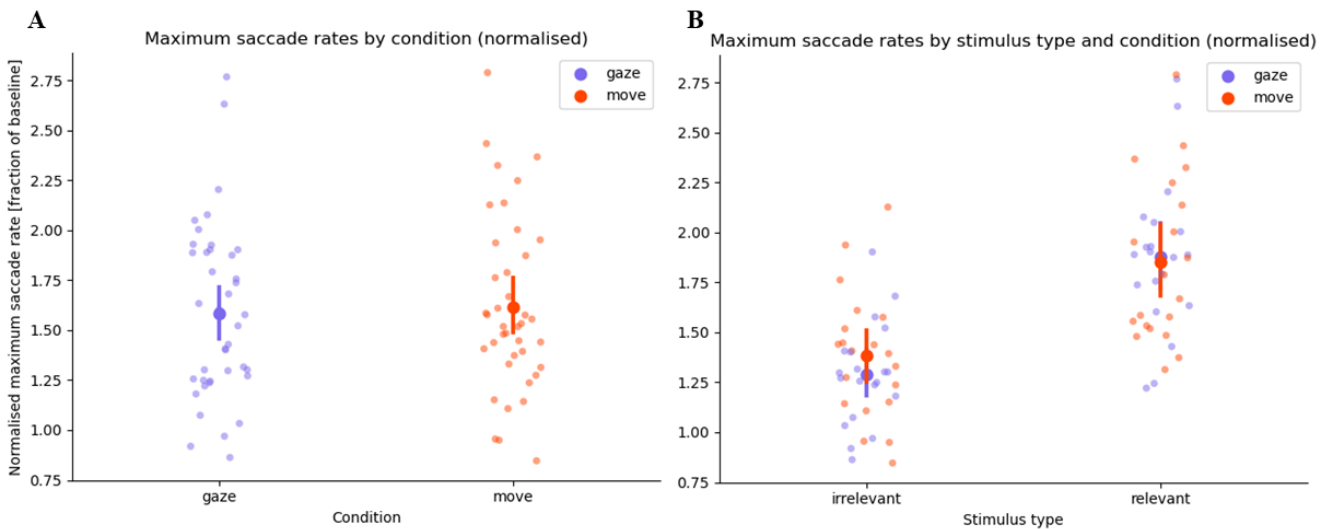 A
Maximum saccade rates by condition (normalised)
Normalised maximum saccade rate [fraction of baseline]
2.75
2.50
2.25
2.00
1.75
1.50
1.25
1.00
0.75
gaze
move
gaze
move
Condition
B
Maximum saccade rates by stimulus type and condition (normalised)
2.75
2.50
2.25
2.00
1.75
1.50
1.25
1.00
0.75
gaze
move
irrelevant
relevant
Stimulus type